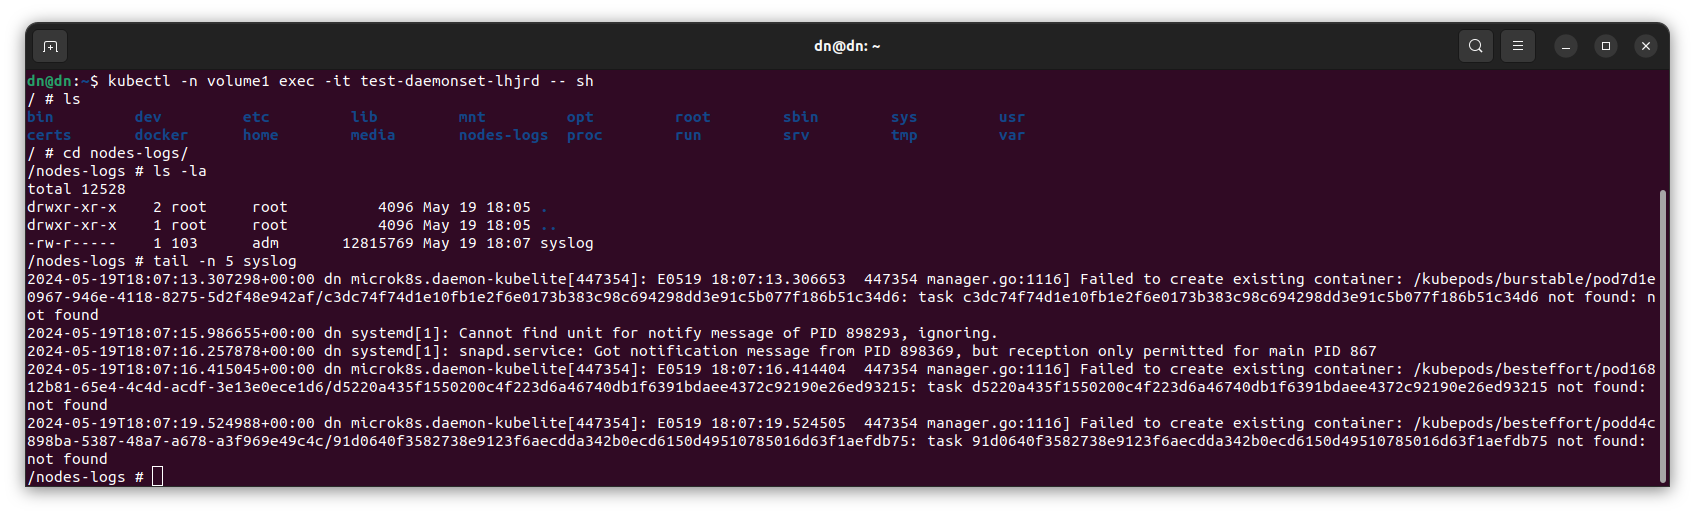 dn@dn: ~
dn@dn:~$ kubectl -n volume1 exec -it test-daemonset-lhjrd -- sh
/ # ls
bin         dev         etc         lib         mnt         opt         root        sbin        sys         usr
certs       docker      home        media       nodes-logs  proc        run         srv         tmp         var
/ # cd nodes-logs/
/nodes-logs # ls -la
total 12528
drwxr-xr-x    2 root     root          4096 May 19 18:05 .
drwxr-xr-x    1 root     root          4096 May 19 18:05 ..
-rw-r-----    1 103      adm       12815769 May 19 18:07 syslog
/nodes-logs # tail -n 5 syslog
2024-05-19T18:07:13.307298+00:00 dn microk8s.daemon-kubelite[447354]: E0519 18:07:13.306653  447354 manager.go:1116] Failed to create existing container: /kubepods/burstable/pod7d1e
0967-946e-4118-8275-5d2f48e942af/c3dc74f74d1e10fb1e2f6e0173b383c98c694298dd3e91c5b077f186b51c34d6: task c3dc74f74d1e10fb1e2f6e0173b383c98c694298dd3e91c5b077f186b51c34d6 not found: n
ot found
2024-05-19T18:07:15.986655+00:00 dn systemd[1]: Cannot find unit for notify message of PID 898293, ignoring.
2024-05-19T18:07:16.257878+00:00 dn systemd[1]: snapd.service: Got notification message from PID 898369, but reception only permitted for main PID 867
2024-05-19T18:07:16.415045+00:00 dn microk8s.daemon-kubelite[447354]: E0519 18:07:16.414404  447354 manager.go:1116] Failed to create existing container: /kubepods/besteffort/pod168
12b81-65e4-4c4d-acdf-3e13e0ece1d6/d5220a435f1550200c4f223d6a46740db1f6391bdaee4372c92190e26ed93215: task d5220a435f1550200c4f223d6a46740db1f6391bdaee4372c92190e26ed93215 not found:
not found
2024-05-19T18:07:19.524988+00:00 dn microk8s.daemon-kubelite[447354]: E0519 18:07:19.524505  447354 manager.go:1116] Failed to create existing container: /kubepods/besteffort/podd4c
898ba-5387-48a7-a678-a3f969e49c4c/91d0640f3582738e9123f6aecdda342b0ecd6150d49510785016d63f1aefdb75: task 91d0640f3582738e9123f6aecdda342b0ecd6150d49510785016d63f1aefdb75 not found:
not found
/nodes-logs #